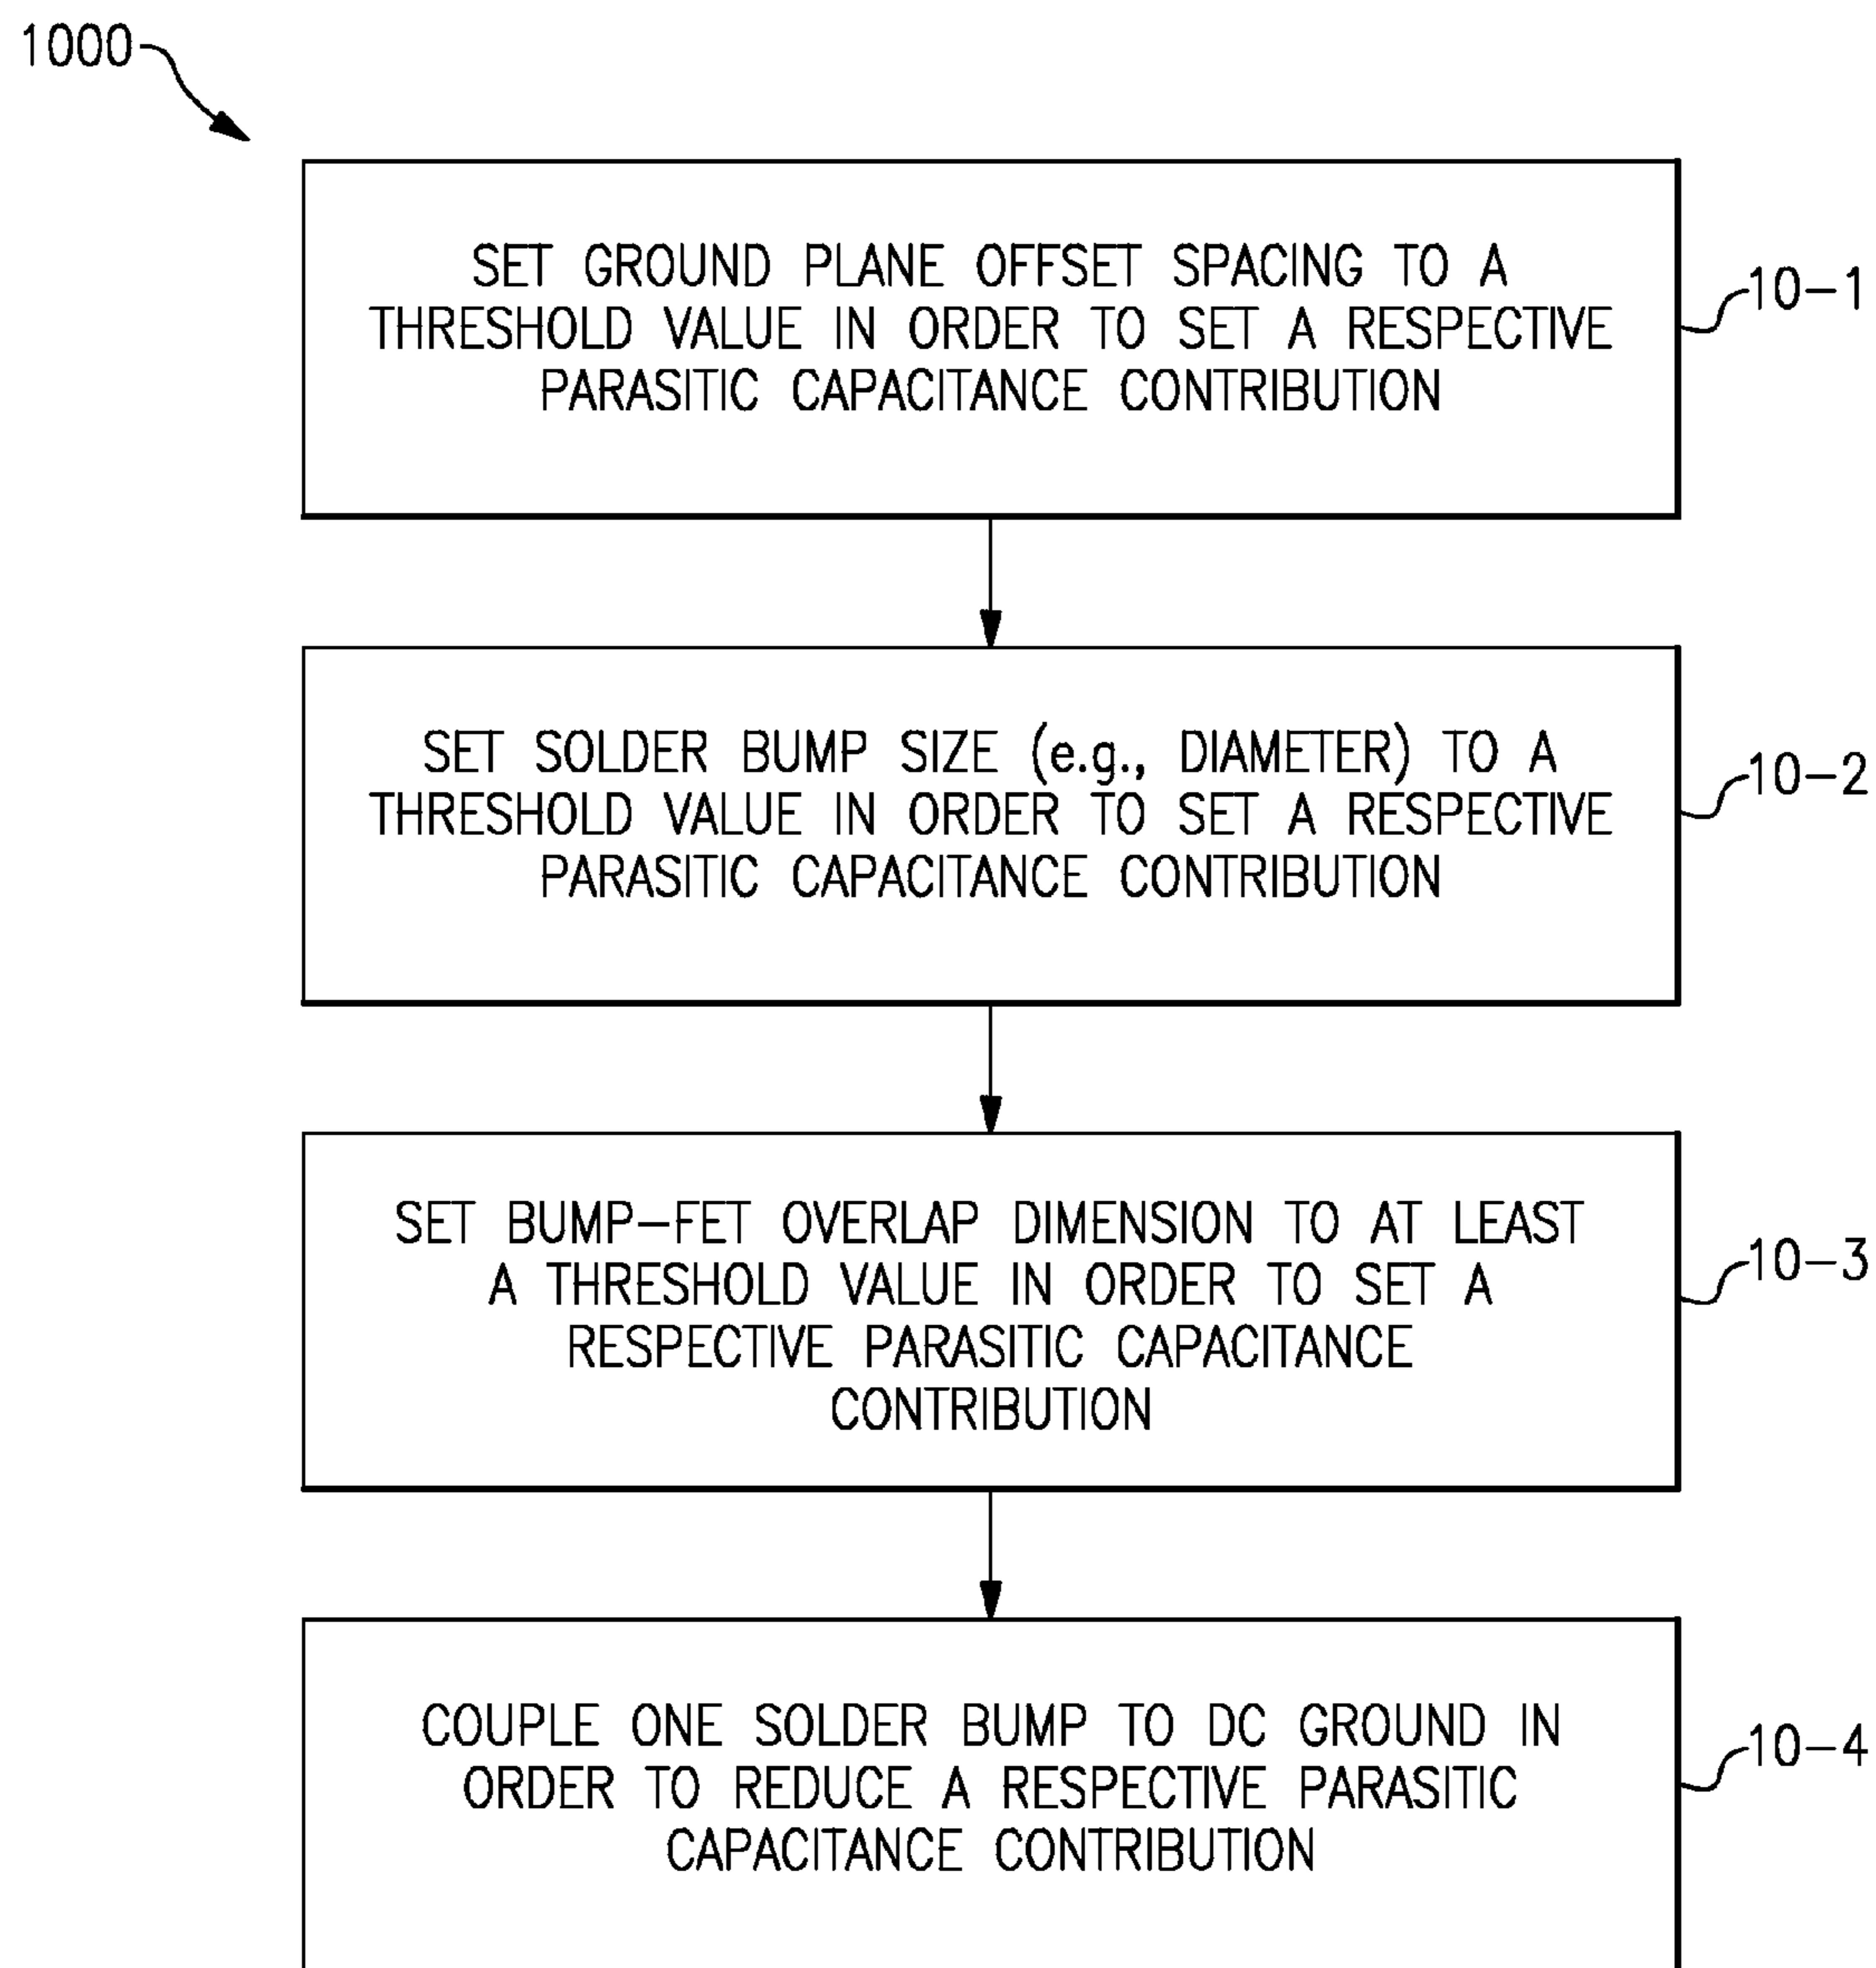 1000
SET GROUND PLANE OFFSET SPACING TO A
THRESHOLD VALUE IN ORDER TO SET A RESPECTIVE
PARASITIC CAPACITANCE CONTRIBUTION
10-1
SET SOLDER BUMP SIZE (e.g., DIAMETER) TO A
THRESHOLD VALUE IN ORDER TO SET A RESPECTIVE
PARASITIC CAPACITANCE CONTRIBUTION
10-2
SET BUMP-FET OVERLAP DIMENSION TO AT LEAST
A THRESHOLD VALUE IN ORDER TO SET A
RESPECTIVE PARASITIC CAPACITANCE
CONTRIBUTION
10-3
COUPLE ONE SOLDER BUMP TO DC GROUND IN
ORDER TO REDUCE A RESPECTIVE PARASITIC
CAPACITANCE CONTRIBUTION
10-4